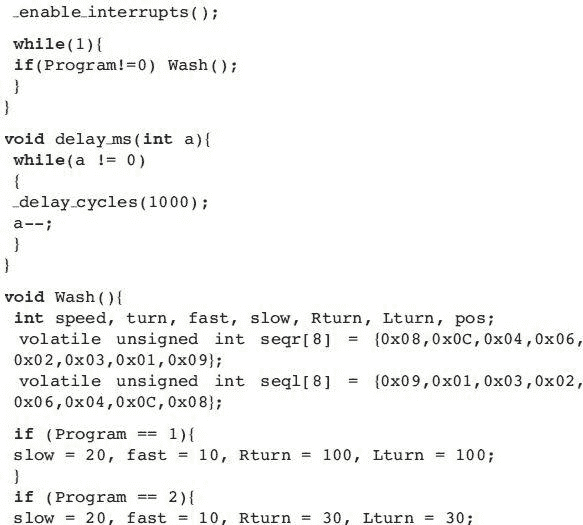 _enable_interrupts();
while(1){
if(Program!=0) Wash();
}
}
void delay_ms(int a){
while(a != 0)
{
_delay_cycles(1000);
a--;
}
}
void Wash(){
int speed, turn, fast, slow, Rturn, Lturn, pos;
volatile unsigned int seqr[8] = {0x08,0x0C,0x04,0x06,
0x02,0x03,0x01,0x09};
volatile unsigned int seql[8] = {0x09,0x01,0x03,0x02,
0x06,0x04,0x0C,0x08};
if (Program == 1){
slow = 20, fast = 10, Rturn = 100, Lturn = 100;
}
if (Program == 2){
slow = 20, fast = 10, Rturn = 30, Lturn = 30;